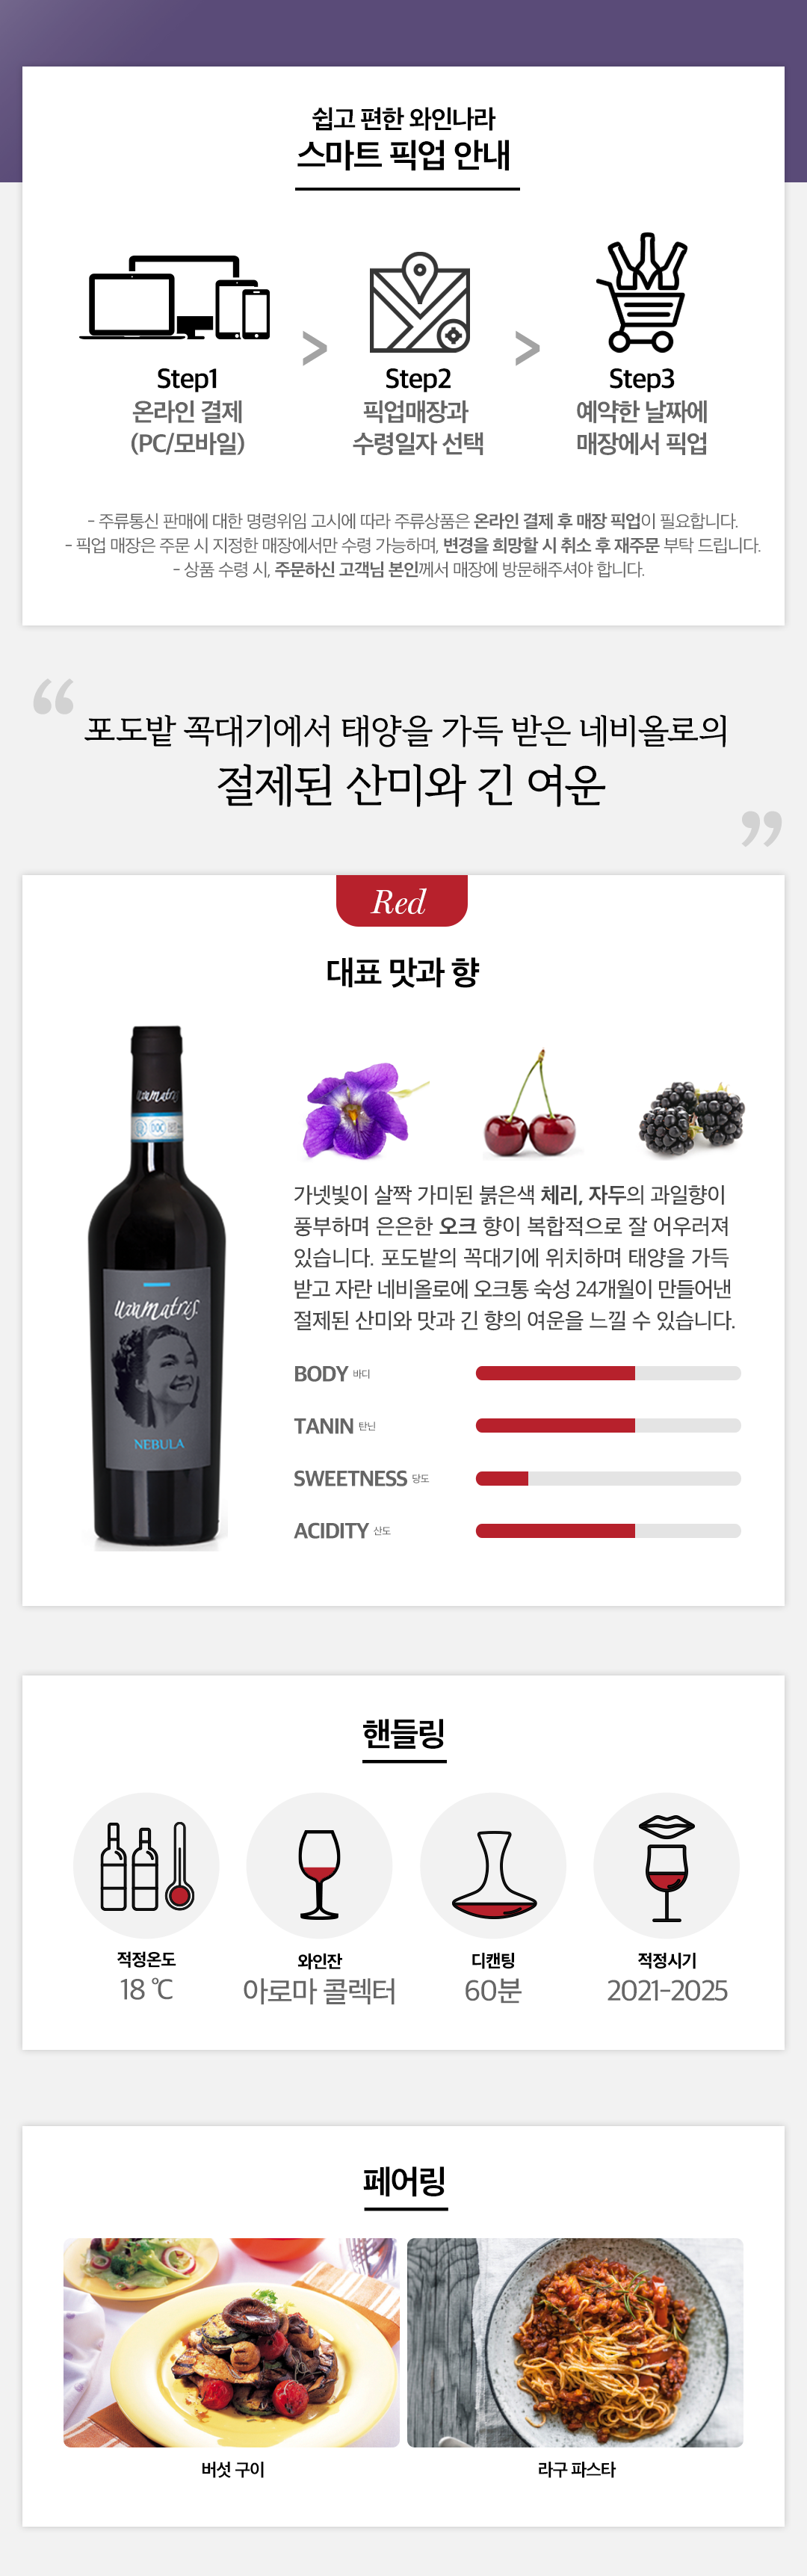 쉽고 편한 와인나라
스마트 픽업 안내
Step1
온라인 결제
(PC/모바일)
>
Step2
픽업매장과
수령일자 선택
>
Step3
예약한 날짜에
매장에서 픽업
- 주류통신 판매에 대한 명령위임 고시에 따라 주류상품은 온라인 결제 후 매장 픽업이 필요합니다.
- 픽업 매장은 주문 시 지정한 매장에서만 수령 가능하며, 변경을 희망할 시 취소 후 재주문 부탁 드립니다.
- 상품 수령 시, 주문하신 고객님 본인께서 매장에 방문해주셔야 합니다.
“
포도밭 꼭대기에서 태양을 가득 받은 네비올로의
절제된 산미와 긴 여운
”
Red
대표 맛과 향
uvamatris
DOC
uvamatris.
NEBULA
가넷빛이 살짝 가미된 붉은색 체리, 자두의 과일향이
풍부하며 은은한 오크 향이 복합적으로 잘 어우러져
있습니다. 포도밭의 꼭대기에 위치하며 태양을 가득
받고 자란 네비올로에 오크통 숙성 24개월이 만들어낸
절제된 산미와 맛과 긴 향의 여운을 느낄 수 있습니다.
BODY 바디
TANIN 탄닌
SWEETNESS 당도
ACIDITY 산도
핸들링
적정온도
18 ℃
와인잔
아로마 콜렉터
디캔팅
60분
적정시기
2021-2025
페어링
버섯 구이
라구 파스타